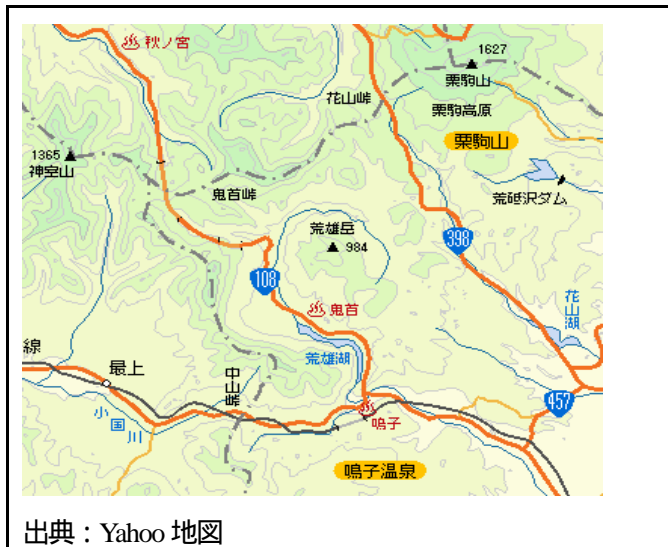 秋ノ宮
1627
栗駒山
花山峠
栗駒高原
栗駒山
1365
神室山
鬼首峠
荒砥沢ダム
荒雄岳
984
398
108
花山湖
鬼首
荒雄湖
線
最上
中山峠
457
小国川
鳴子
鳴子温泉
出典：Yahoo 地図